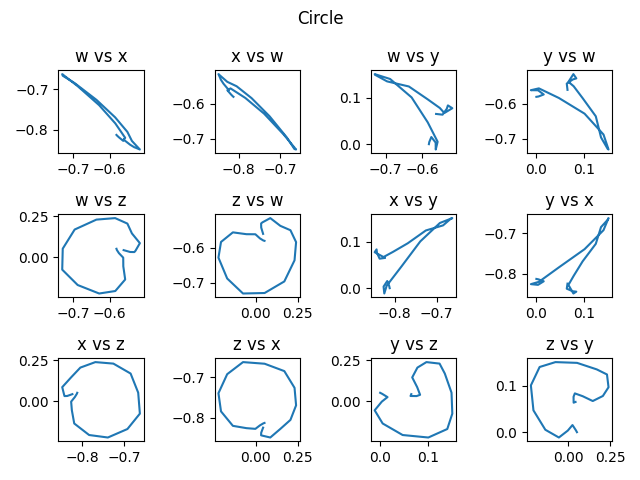 Circle
w vs x
x vs w
w vs y
y vs w
−0.7
−0.8
−0.7 −0.6
−0.6
−0.7
−0.8 −0.7
0.1
0.0
−0.7 −0.6
−0.6
−0.7
0.0 0.1
w vs z
z vs w
x vs y
y vs x
0.25
0.00
−0.7 −0.6
−0.6
−0.7
0.00 0.25
0.1
0.0
−0.8 −0.7
−0.7
−0.8
0.0 0.1
x vs z
z vs x
y vs z
z vs y
0.25
0.00
−0.8 −0.7
−0.7
−0.8
0.00 0.25
0.25
0.00
0.0 0.1
0.1
0.0
0.00 0.25